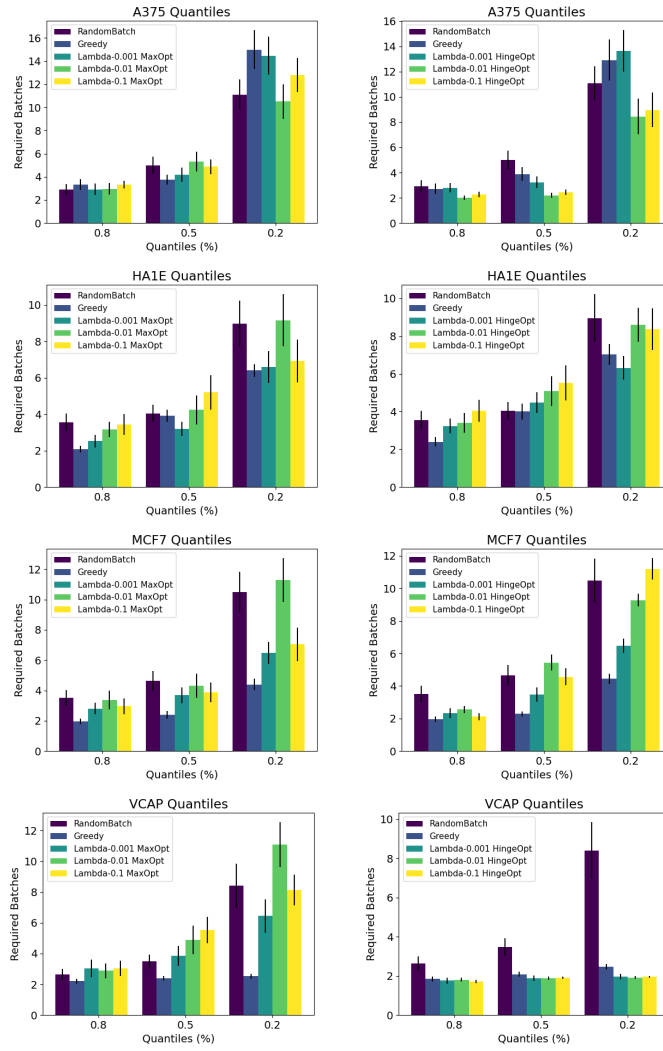 A375 Quantiles
RandomBatch
Greedy
Lambda-0.001 MaxOpt
Lambda-0.01 MaxOpt
Lambda-0.1 MaxOpt
Required Batches
16
14
12
10
8
6
4
2
0
0.8
0.5
0.2
Quantiles (%)
A375 Quantiles
RandomBatch
Greedy
Lambda-0.001 HingeOpt
Lambda-0.01 HingeOpt
Lambda-0.1 HingeOpt
Required Batches
16
14
12
10
8
6
4
2
0
0.8
0.5
0.2
Quantiles (%)
HA1E Quantiles
RandomBatch
Greedy
Lambda-0.001 MaxOpt
Lambda-0.01 MaxOpt
Lambda-0.1 MaxOpt
Required Batches
10
8
6
4
2
0
0.8
0.5
0.2
Quantiles (%)
HA1E Quantiles
RandomBatch
Greedy
Lambda-0.001 HingeOpt
Lambda-0.01 HingeOpt
Lambda-0.1 HingeOpt
Required Batches
10
8
6
4
2
0
0.8
0.5
0.2
Quantiles (%)
MCF7 Quantiles
RandomBatch
Greedy
Lambda-0.001 MaxOpt
Lambda-0.01 MaxOpt
Lambda-0.1 MaxOpt
Required Batches
12
10
8
6
4
2
0
0.8
0.5
0.2
Quantiles (%)
MCF7 Quantiles
RandomBatch
Greedy
Lambda-0.001 HingeOpt
Lambda-0.01 HingeOpt
Lambda-0.1 HingeOpt
Required Batches
12
10
8
6
4
2
0
0.8
0.5
0.2
Quantiles (%)
VCAP Quantiles
RandomBatch
Greedy
Lambda-0.001 MaxOpt
Lambda-0.01 MaxOpt
Lambda-0.1 MaxOpt
Required Batches
12
10
8
6
4
2
0
0.8
0.5
0.2
Quantiles (%)
VCAP Quantiles
RandomBatch
Greedy
Lambda-0.001 HingeOpt
Lambda-0.01 HingeOpt
Lambda-0.1 HingeOpt
Required Batches
10
8
6
4
2
0
0.8
0.5
0.2
Quantiles (%)